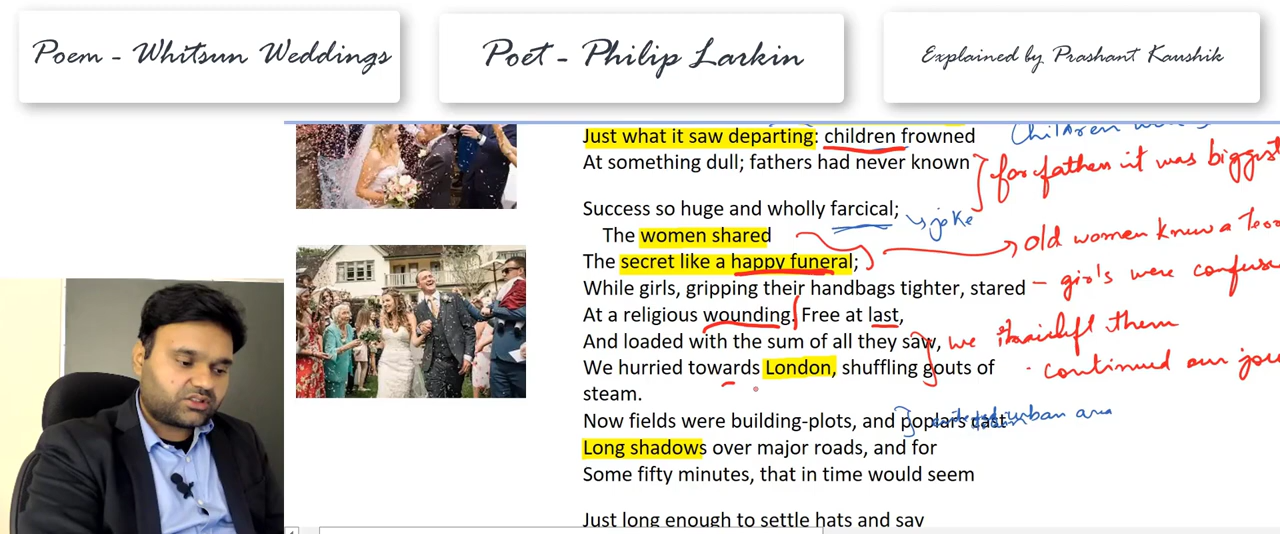 Poem - Whitsun Weddings
Poet - Philip Larkin
Explained by Prashant Kaushik
Just what it saw departing: children frowned
Children
At something dull; fathers had never known
for fathers it was biggest
Success so huge and wholly farcical;
joke
The women shared
old women knew a
The secret like a happy funeral;
While girls, gripping their handbags tighter, stared
- girls were
At a religious wounding. Free at last,
And loaded with the sum of all they saw,
we left them
We hurried towards London, shuffling gouts of
- continued our
steam.
Now fields were building-plots, and poplars cast
urban area
Long shadows over major roads, and for
Some fifty minutes, that in time would seem
Just long enough to settle hats and say